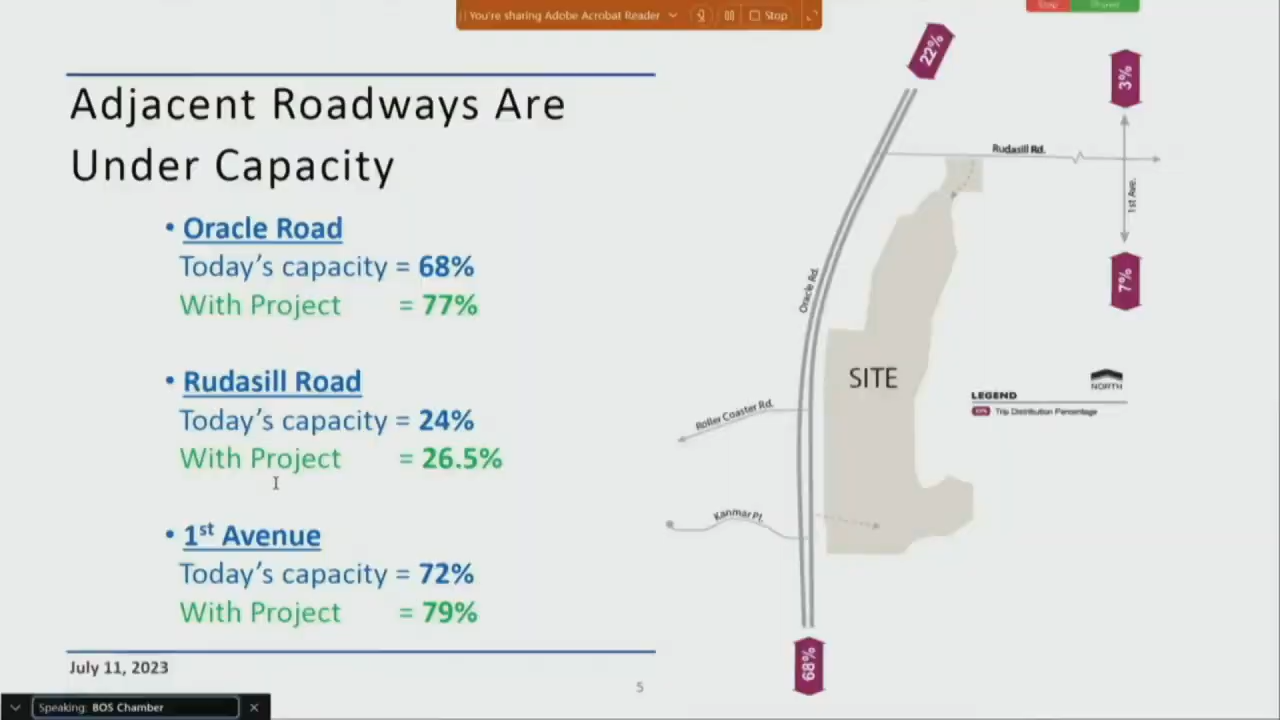 You're sharing Adobe Acrobat Reader
Stop
Adjacent Roadways Are
Under Capacity
• Oracle Road
Today's capacity = 68%
With Project = 77%
• Rudasill Road
Today's capacity = 24%
With Project = 26.5%
• 1st Avenue
Today's capacity = 72%
With Project = 79%
July 11, 2023
5
Speaking: BOS Chamber
22%
3%
Rudasill Rd.
1st Ave.
7%
Oracle Rd.
SITE
NORTH
LEGEND
Trip Distribution Percentage
Roller Coaster Rd.
Kanmar Pl.
68%